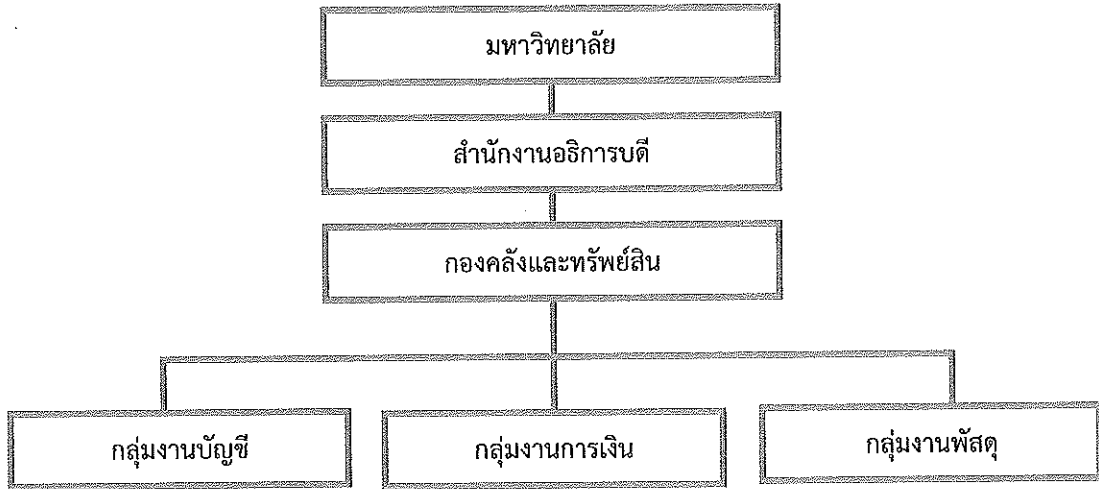 มหาวิทยาลัย
สำนักงานอธิการบดี
กองคลังและทรัพย์สิน
กลุ่มงานบัญชี
กลุ่มงานการเงิน
กลุ่มงานพัสดุ